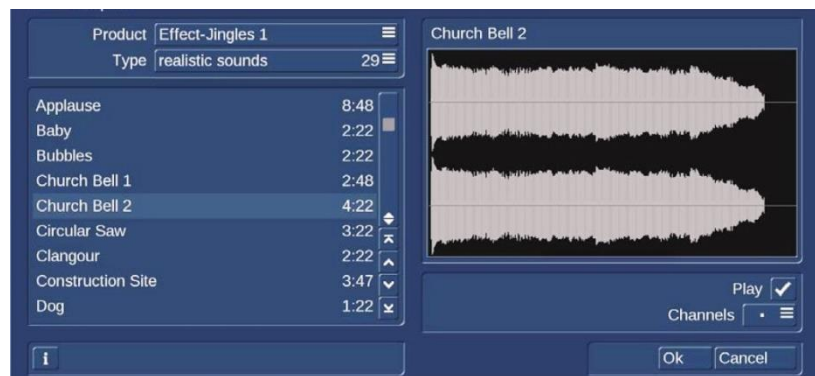 Product Effect-Jingles 1
Type realistic sounds 29
Applause 8:48
Baby 2:22
Bubbles 2:22
Church Bell 1 2:48
Church Bell 2 4:22
Circular Saw 3:22
Clangour 2:22
Construction Site 3:47
Dog 1:22
i
Church Bell 2
Play
Channels
Ok Cancel